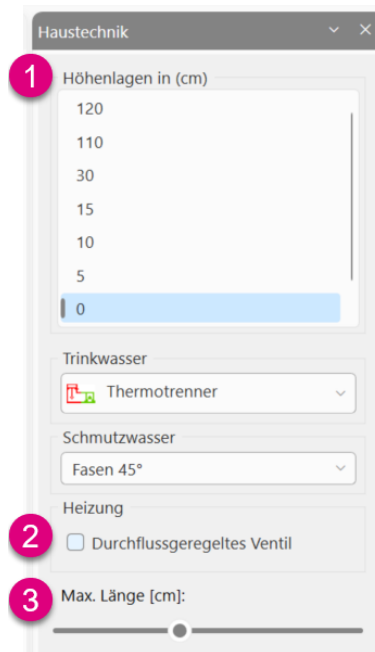 Haustechnik
1
Höhenlagen in (cm)
120
110
30
15
10
5
0
Trinkwasser
Thermotrenner
Schmutzwasser
Fasen 45°
Heizung
2
Durchflussgeregeltes Ventil
3
Max. Länge [cm]: